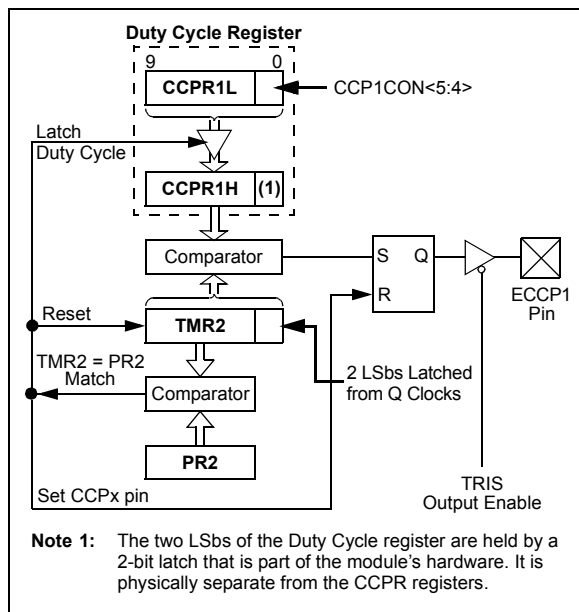 Duty Cycle Register
9 0
CCPR1L
CCP1CON<5:4>
Latch
Duty Cycle
CCPR1H (1)
Comparator
S Q
R
ECCP1
Pin
Reset
TMR2
TMR2 = PR2
Match
2 LSbs Latched
from Q Clocks
Comparator
PR2
Set CCPx pin
TRIS
Output Enable
Note 1: The two LSbs of the Duty Cycle register are held by a
2-bit latch that is part of the module's hardware. It is
physically separate from the CCPR registers.